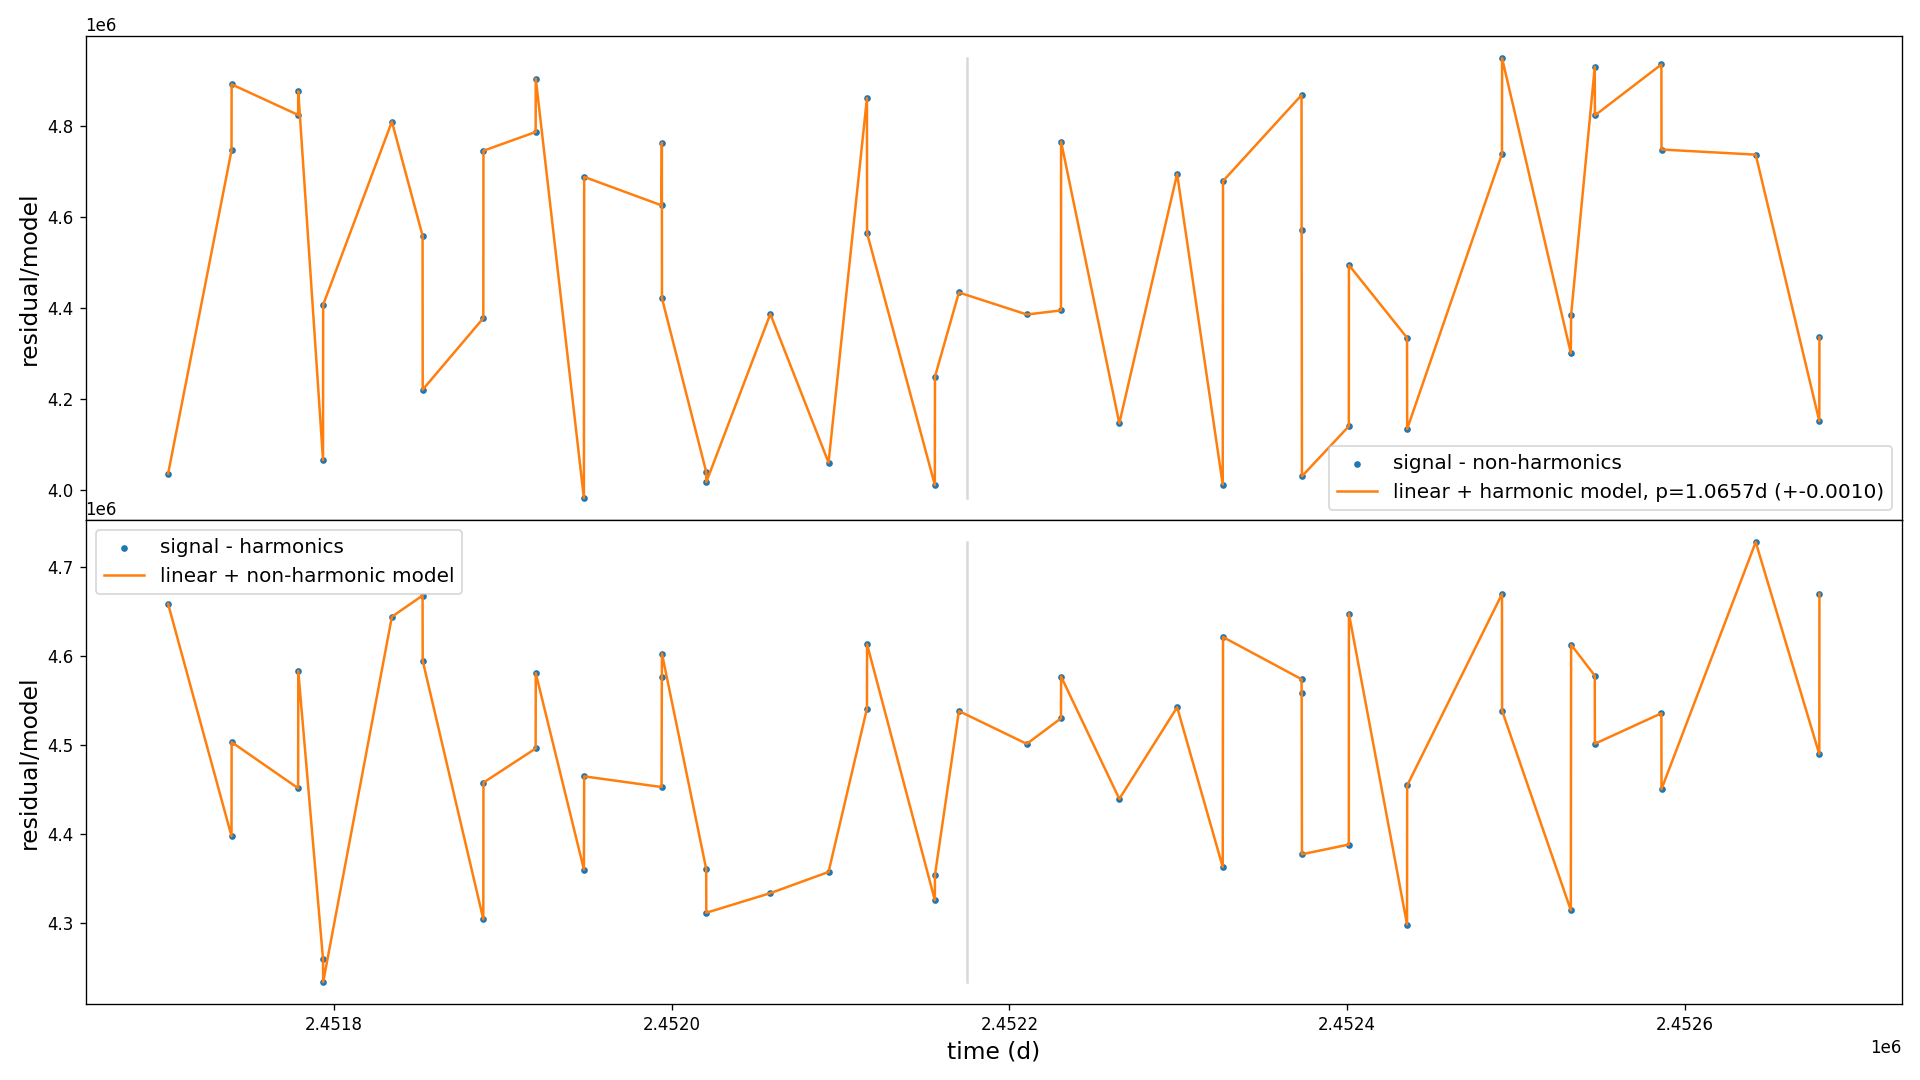 1e6
4.8
4.6
4.4
4.2
4.0
residual/model
signal - non-harmonics
linear + harmonic model, p=1.0657d (+-0.0010)
1e6
signal - harmonics
linear + non-harmonic model
4.7
4.6
4.5
4.4
4.3
residual/model
2.4518
2.4520
2.4522
2.4524
2.4526
time (d)
1e6